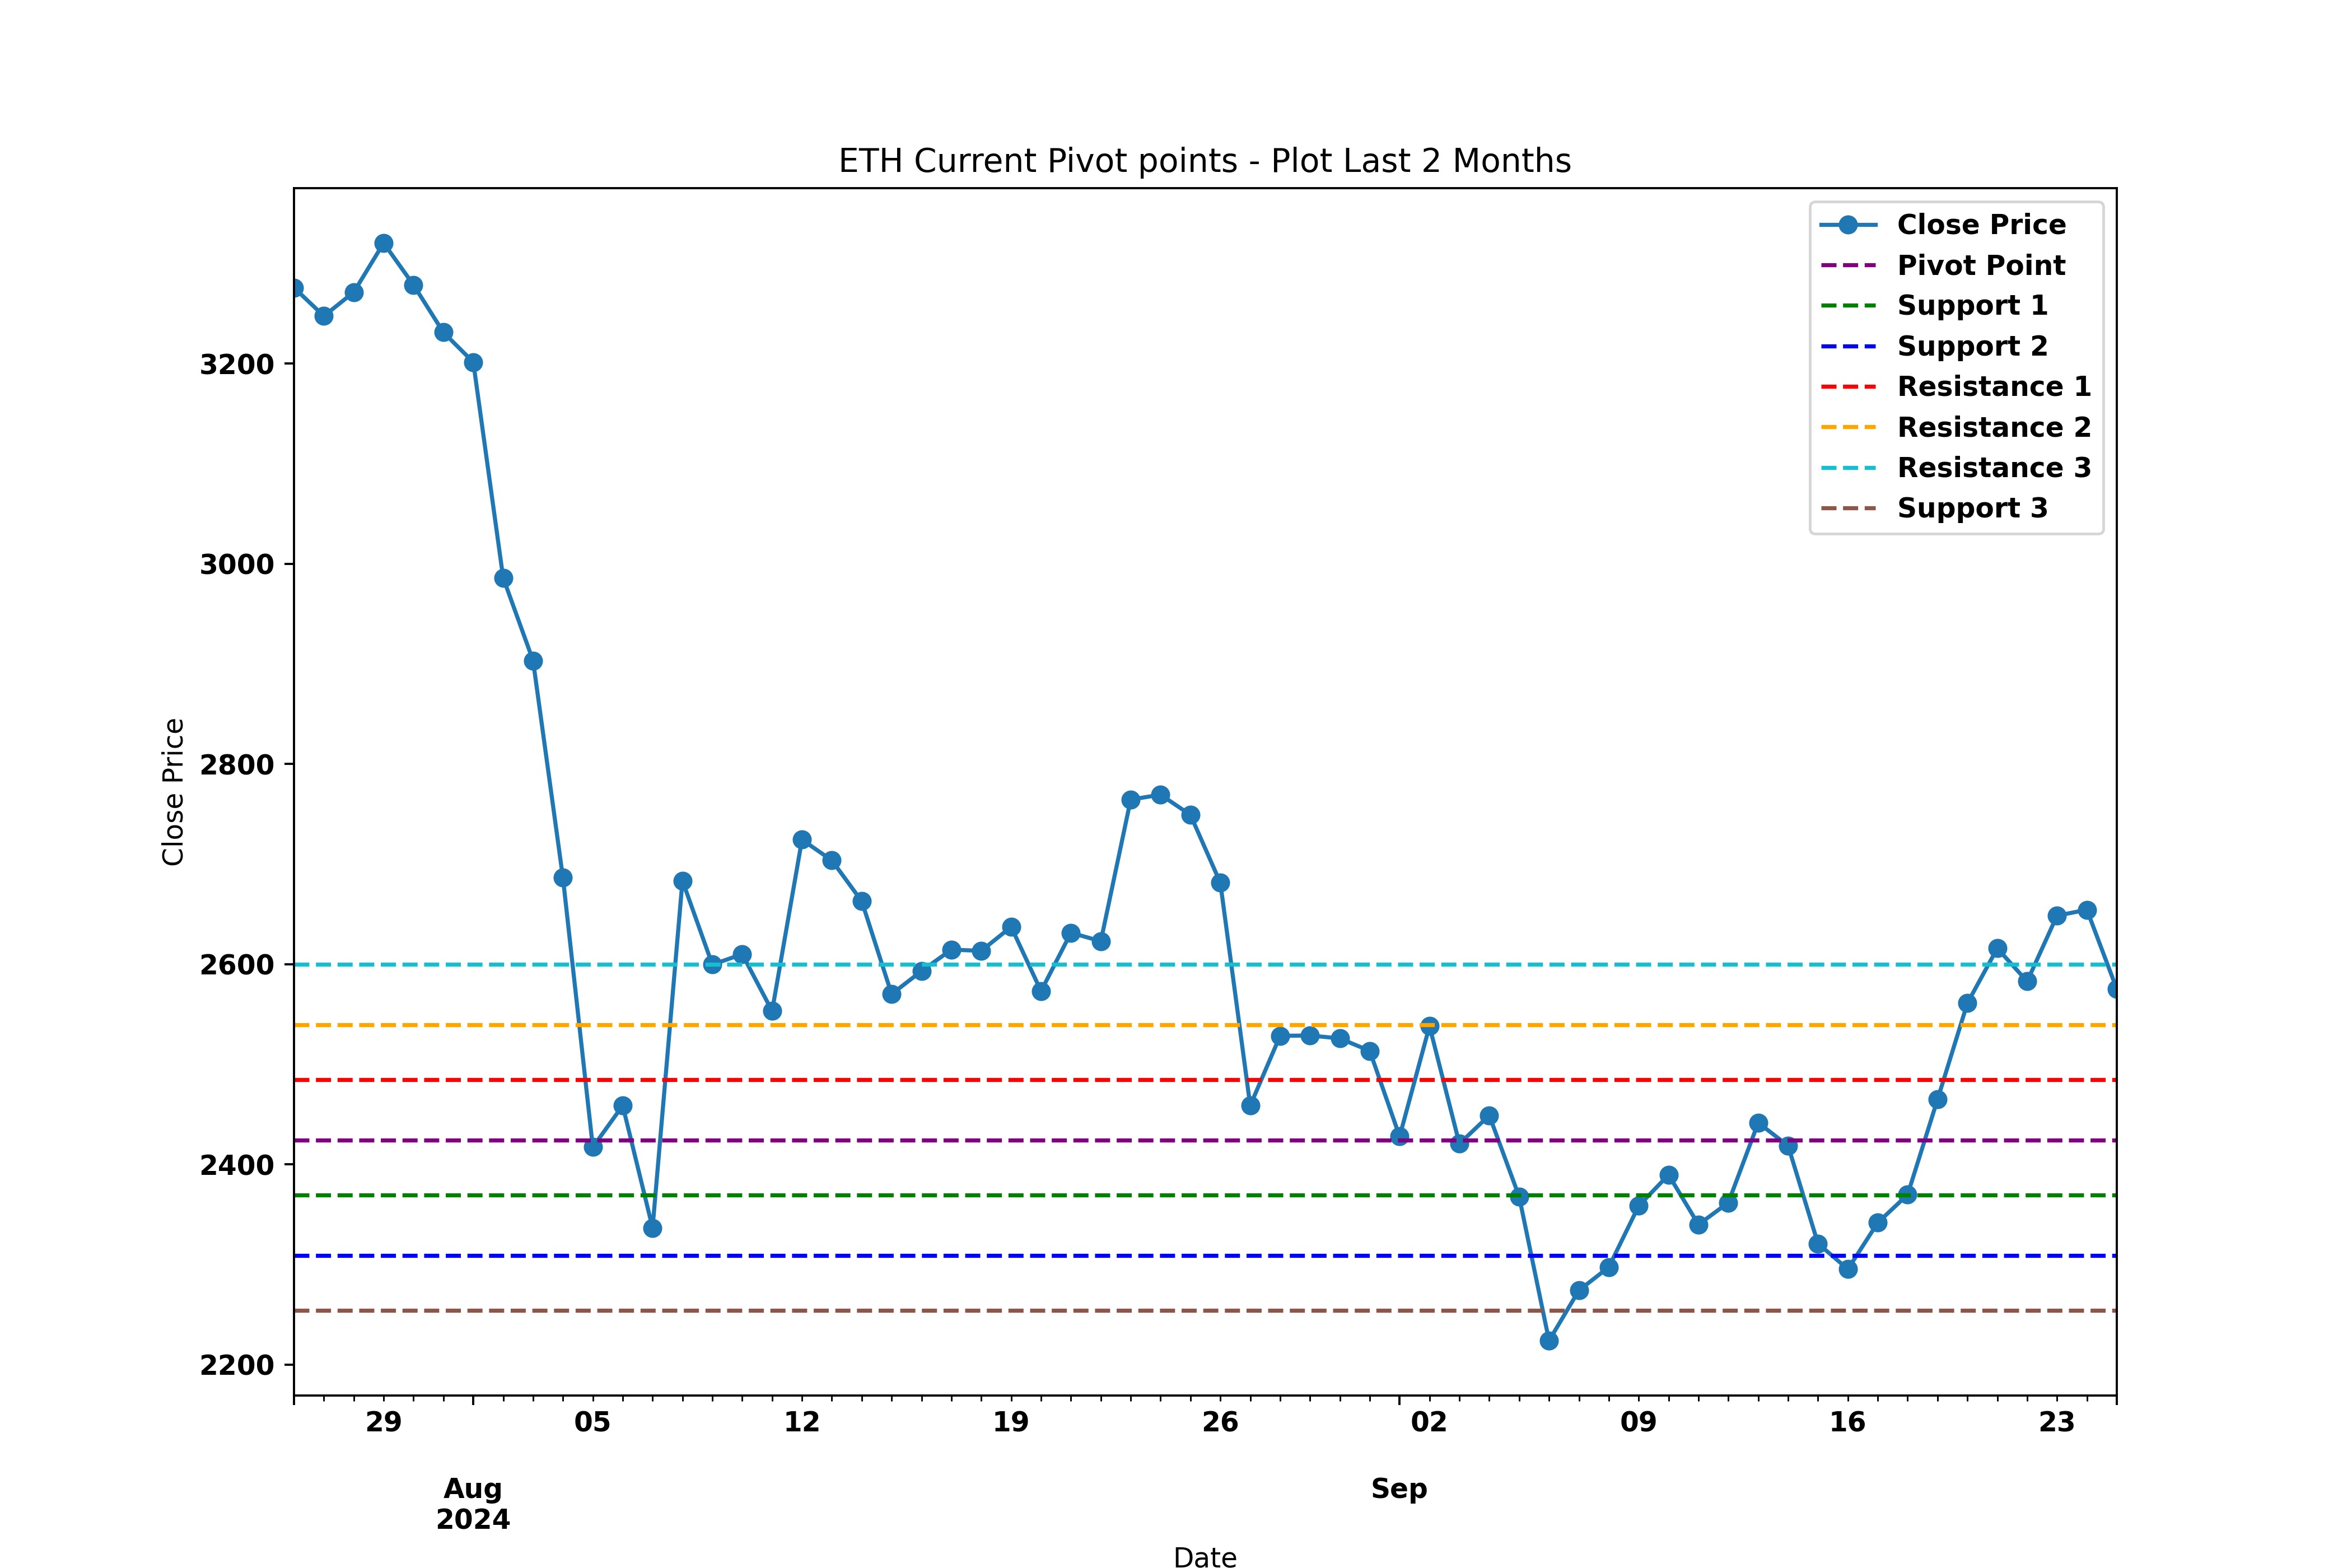 ETH Current Pivot points - Plot Last 2 Months
Close Price
Pivot Point
Support 1
Support 2
Resistance 1
Resistance 2
Resistance 3
Support 3
3200
3000
2800
2600
2400
2200
Close Price
29 05 12 19 26 02 09 16 23
Aug Sep
2024
Date